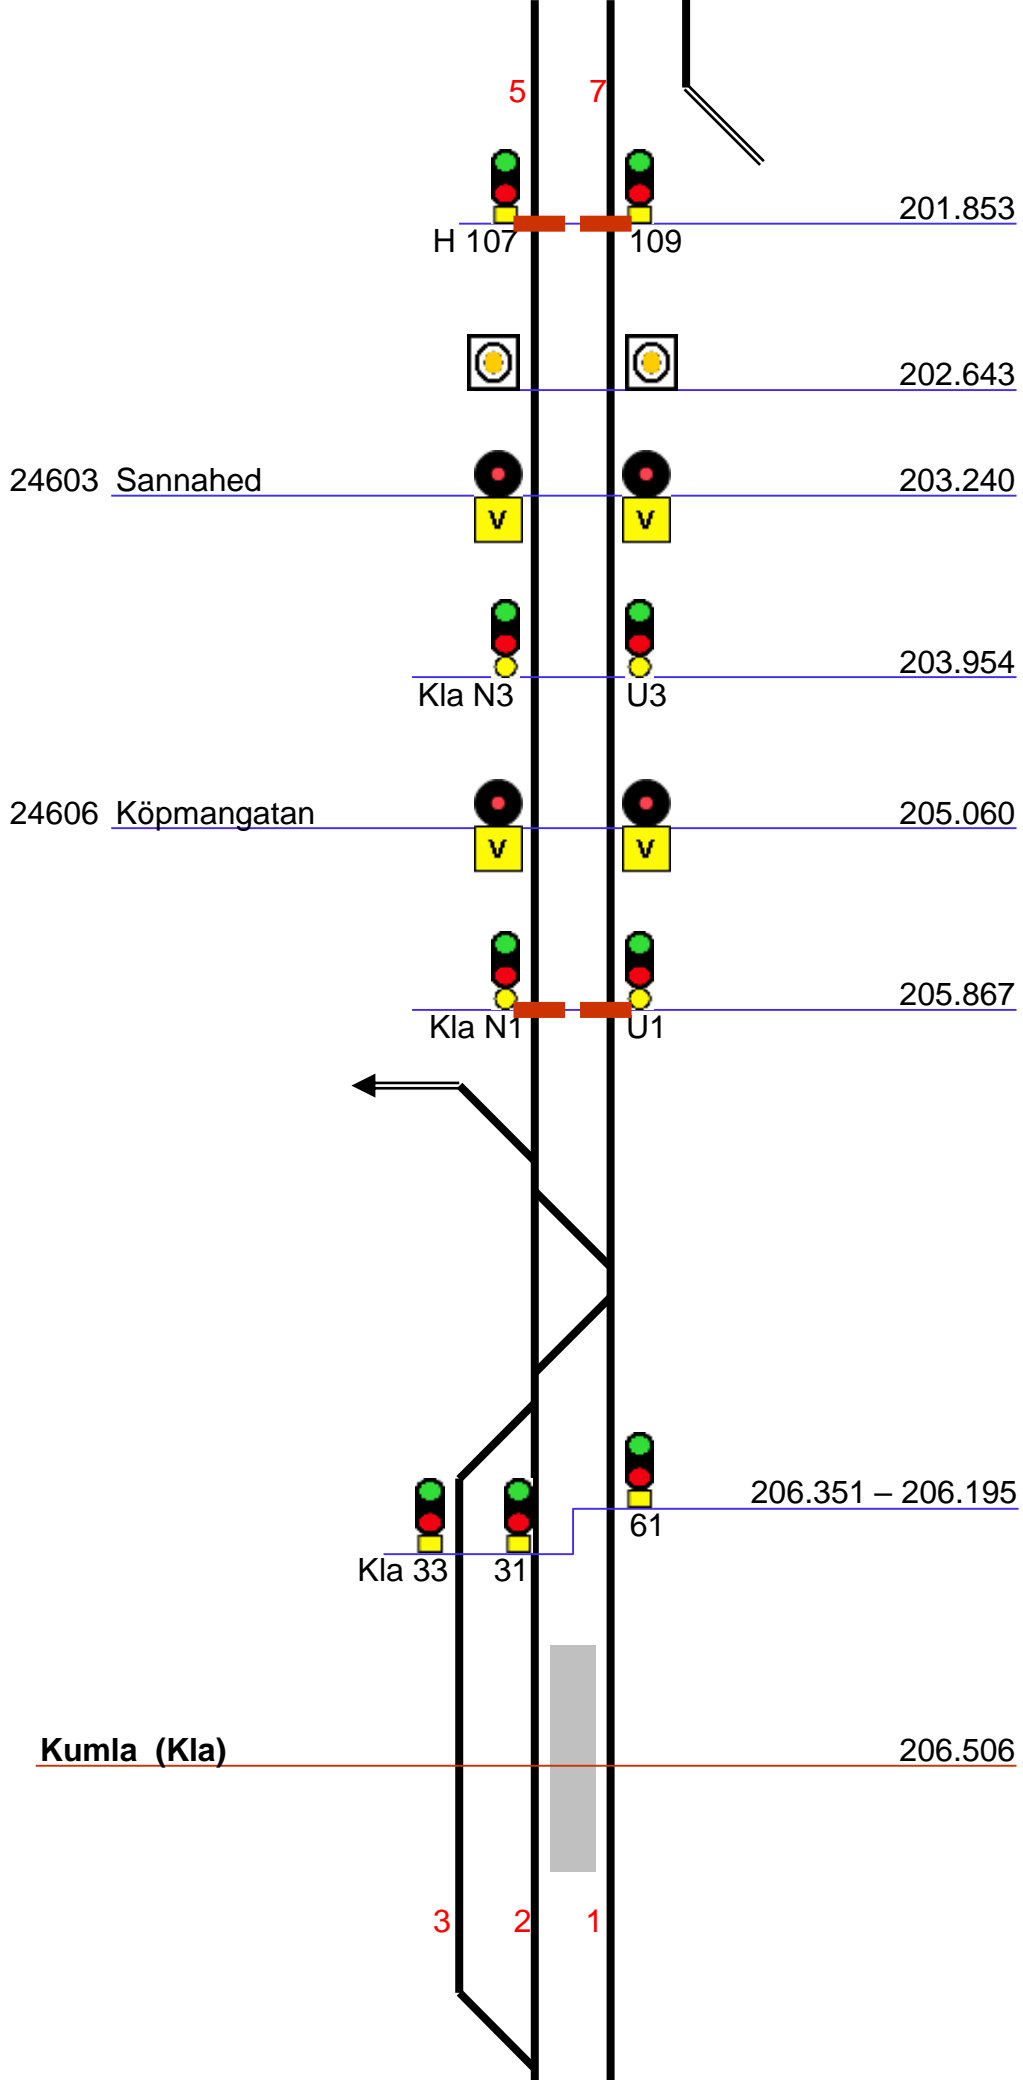 5 7
201.853
H 107 109
202.643
24603 Sannahed 203.240
V V
203.954
Kla N3 U3
24606 Köpmangatan 205.060
V V
205.867
Kla N1 U1
206.351 – 206.195
61
Kla 33 31
Kumla (Kla) 206.506
3 2 1